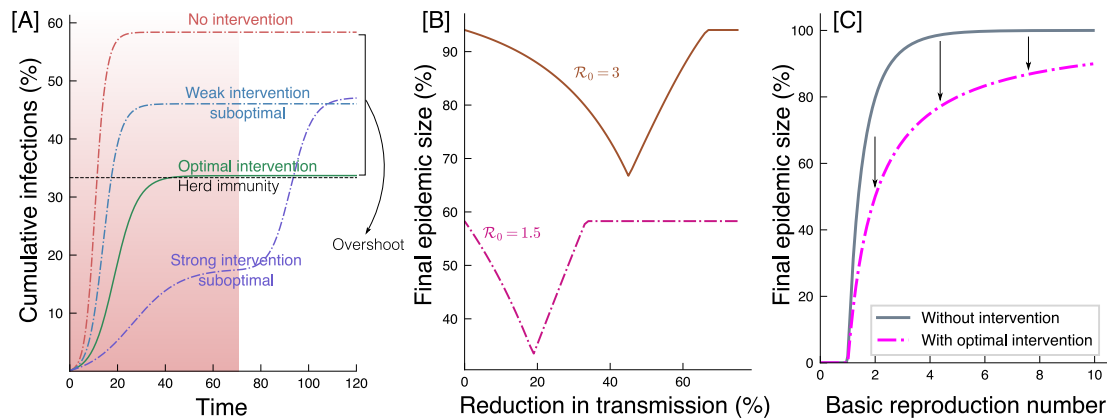 [A]
Cumulative infections (%)
60
50
40
30
20
10
No intervention
Weak intervention
suboptimal
Optimal intervention
Herd immunity
Strong intervention
suboptimal
Overshoot
0 20 40 60 80 100 120
Time
[B]
Final epidemic size (%)
90
80
70
60
50
40
R₀ = 3
R₀ = 1.5
0 20 40 60
Reduction in transmission (%)
[C]
Final epidemic size (%)
100
80
60
40
20
0
Without intervention
With optimal intervention
0 2 4 6 8 10
Basic reproduction number